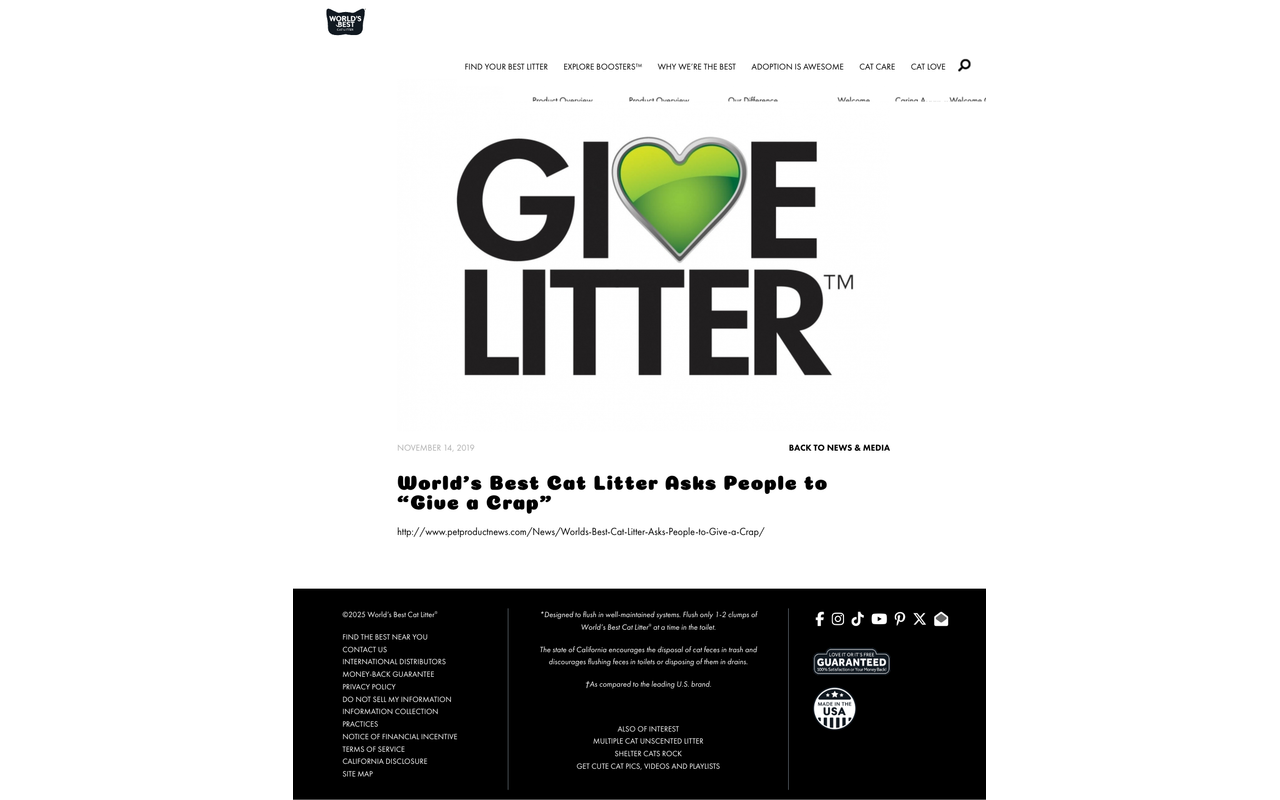 WORLD'S
BEST
Cat Litter
FIND YOUR BEST LITTER EXPLORE BOOSTERS™ WHY WE'RE THE BEST ADOPTION IS AWESOME CAT CARE CAT LOVE
Product Overview Product Overview Our Difference Welcome Caring Welcome
GIVE
LITTER™
NOVEMBER 14, 2019 BACK TO NEWS & MEDIA
World's Best Cat Litter Asks People to
“Give a Crap”
http://www.petproductnews.com/News/Worlds-Best-Cat-Litter-Asks-People-to-Give-a-Crap/
©2025 World's Best Cat Litter®
FIND THE BEST NEAR YOU
CONTACT US
INTERNATIONAL DISTRIBUTORS
MONEY-BACK GUARANTEE
PRIVACY POLICY
DO NOT SELL MY INFORMATION
INFORMATION COLLECTION
PRACTICES
NOTICE OF FINANCIAL INCENTIVE
TERMS OF SERVICE
CALIFORNIA DISCLOSURE
SITE MAP
*Designed to flush in well-maintained systems. Flush only 1-2 clumps of
World's Best Cat Litter® at a time in the toilet.
The state of California encourages the disposal of cat feces in trash and
discourages flushing feces in toilets or disposing of them in drains.
†As compared to the leading U.S. brand.
ALSO OF INTEREST
MULTIPLE CAT UNSCENTED LITTER
SHELTER CATS ROCK
GET CUTE CAT PICS, VIDEOS AND PLAYLISTS
LOVE IT OR IT'S FREE
GUARANTEED
100% Satisfaction or Your Money Back!
MADE IN THE
USA